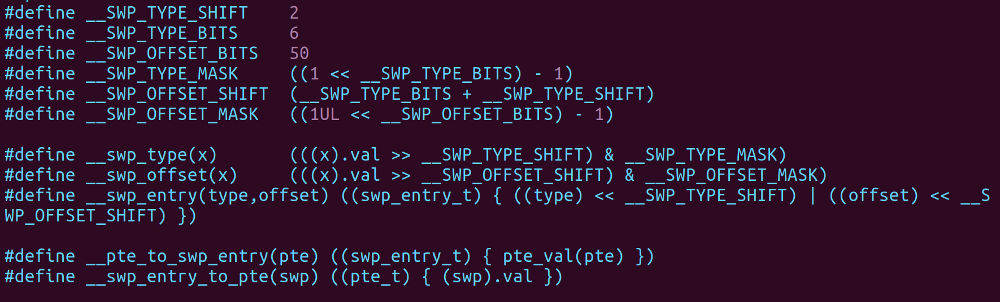 #define __SWP_TYPE_SHIFT    2
#define __SWP_TYPE_BITS     6
#define __SWP_OFFSET_BITS   50
#define __SWP_TYPE_MASK     ((1 << __SWP_TYPE_BITS) - 1)
#define __SWP_OFFSET_SHIFT  (__SWP_TYPE_BITS + __SWP_TYPE_SHIFT)
#define __SWP_OFFSET_MASK   ((1UL << __SWP_OFFSET_BITS) - 1)

#define __swp_type(x)       (((x).val >> __SWP_TYPE_SHIFT) & __SWP_TYPE_MASK)
#define __swp_offset(x)     (((x).val >> __SWP_OFFSET_SHIFT) & __SWP_OFFSET_MASK)
#define __swp_entry(type,offset) ((swp_entry_t) { ((type) << __SWP_TYPE_SHIFT) | ((offset) << __S
WP_OFFSET_SHIFT) })

#define __pte_to_swp_entry(pte) ((swp_entry_t) { pte_val(pte) })
#define __swp_entry_to_pte(swp) ((pte_t) { (swp).val })